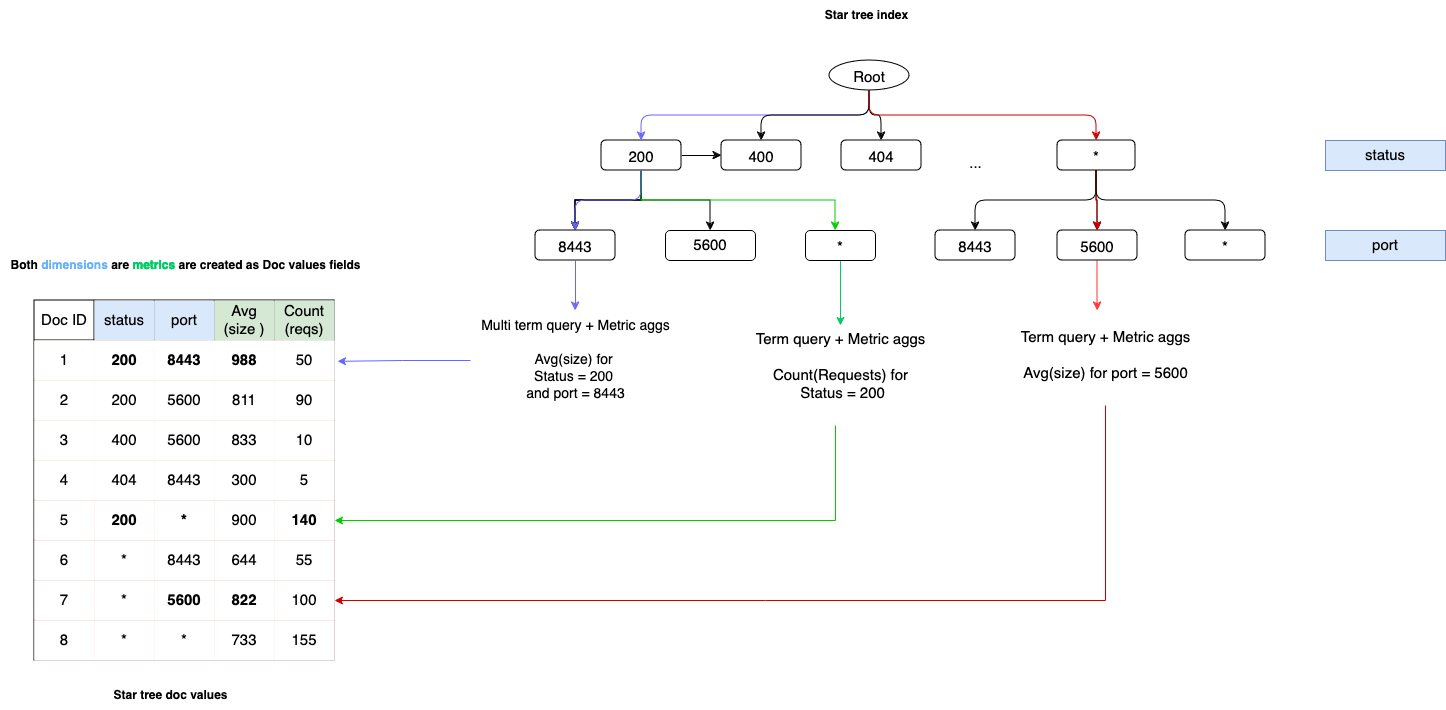 Star tree index
Root
200
400
404
...
*
status
8443
5600
*
8443
5600
*
port
Both dimensions are metrics are created as Doc values fields
Multi term query + Metric aggs
Avg(size) for
Status = 200
and port = 8443
Term query + Metric aggs
Count(Requests) for
Status = 200
Term query + Metric aggs
Avg(size) for port = 5600
Doc ID status port Avg (size ) Count (reqs)
1 200 8443 988 50
2 200 5600 811 90
3 400 5600 833 10
4 404 8443 300 5
5 200 * 900 140
6 * 8443 644 55
7 * 5600 822 100
8 * * 733 155
Star tree doc values